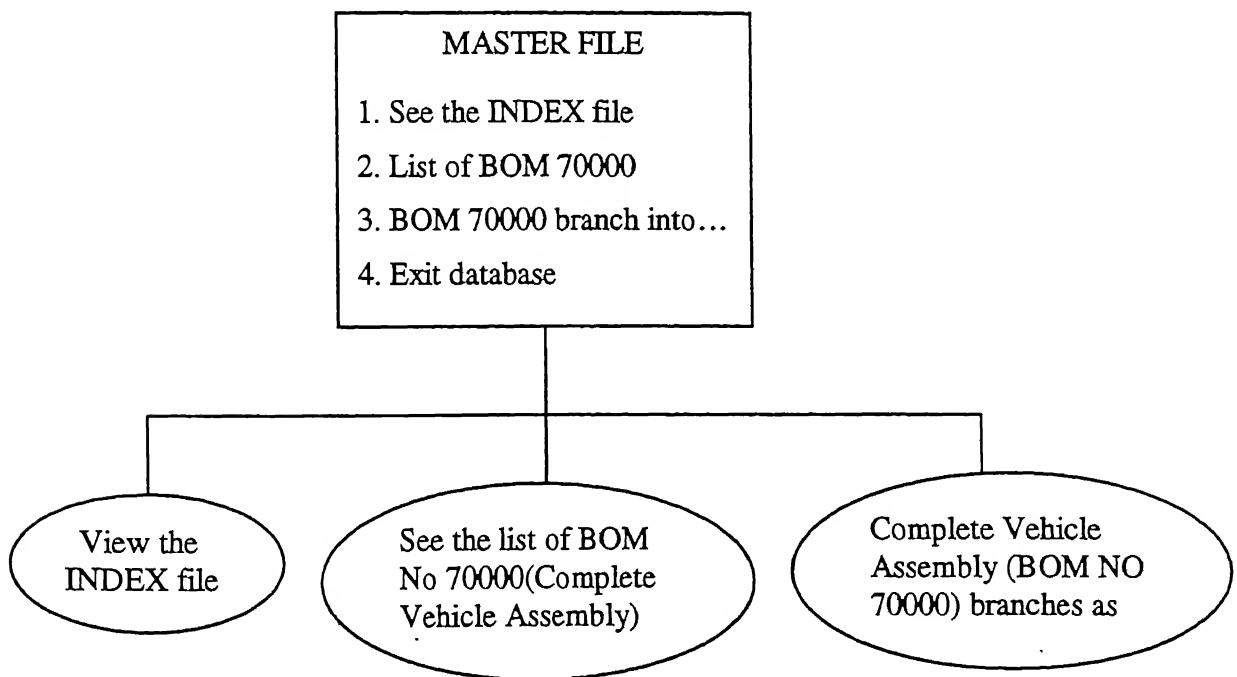 MASTER FILE
1. See the INDEX file
2. List of BOM 70000
3. BOM 70000 branch into...
4. Exit database
View the
INDEX file
See the list of BOM
No 70000(Complete
Vehicle Assembly)
Complete Vehicle
Assembly (BOM NO
70000) branches as